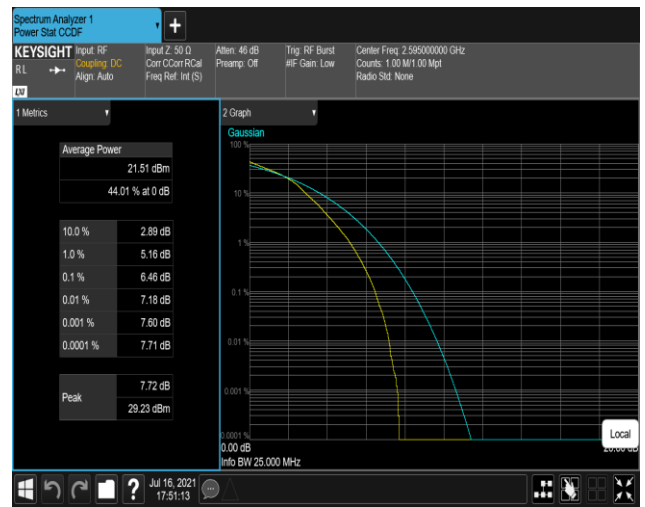 Spectrum Analyzer 1
Power Stat CCDF
+
KEYSIGHT
RL
LXI
Input: RF
Coupling: DC
Align: Auto
Input Z: 50 Ω
Corr CCorr RCal
Freq Ref: Int (S)
Atten: 46 dB
Preamp: Off
Trig: RF Burst
#IF Gain: Low
Center Freq: 2.595000000 GHz
Counts: 1.00 M/1.00 Mpt
Radio Std: None
1 Metrics
Average Power
21.51 dBm
44.01 % at 0 dB
10.0 % 2.89 dB
1.0 % 5.16 dB
0.1 % 6.46 dB
0.01 % 7.18 dB
0.001 % 7.60 dB
0.0001 % 7.71 dB
Peak
7.72 dB
29.23 dBm
2 Graph
Gaussian
100 %
10 %
1 %
0.1 %
0.01 %
0.001 %
0.0001 %
0.00 dB
Info BW 25.000 MHz
Local
?
Jul 16, 2021
17:51:13